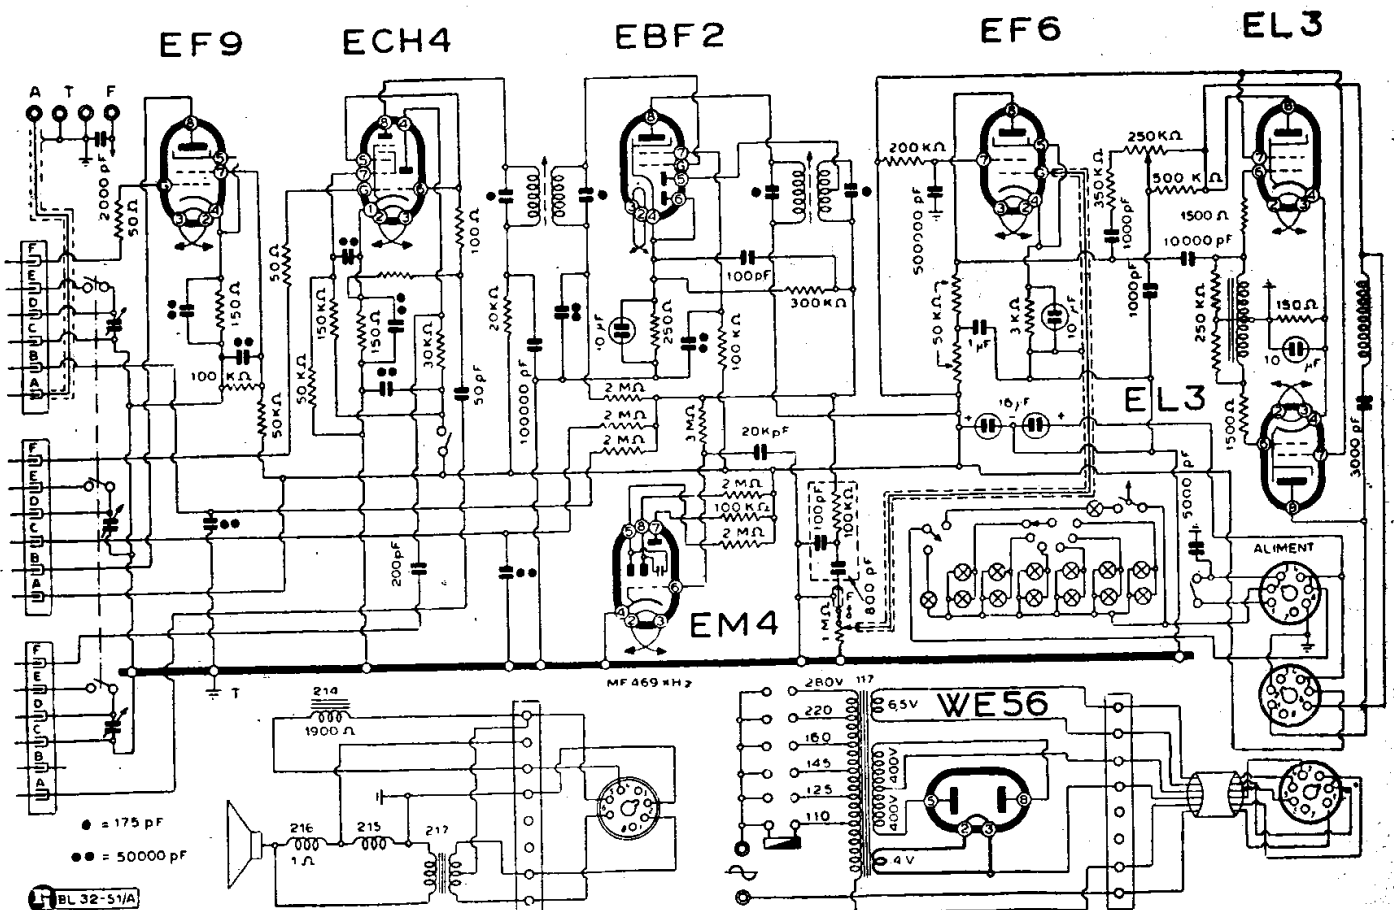 EF9
ECH4
EBF2
EF6
EL3
A T F
2000 pF
50 Ω
150 Ω
100 KΩ
50 KΩ
50 Ω
150 KΩ
50 KΩ
150 Ω
30 KΩ
100 Ω
50 pF
200 pF
20 KΩ
100000 pF
10 µF
250 Ω
100 KΩ
100 pF
300 KΩ
2 MΩ
2 MΩ
2 MΩ
3 MΩ
20 KpF
2 MΩ
100 KΩ
2 MΩ
100 pF
100 KΩ
800 pF
1 MΩ
200 KΩ
50000 pF
50 KΩ
1 µF
3 KΩ
10 µF
16 µF
250 KΩ
350 KΩ
500 KΩ
1000 pF
1000 pF
10000 pF
1500 Ω
250 KΩ
150 Ω
10 µF
1500 Ω
3000 pF
5000 pF
EL3
ALIMENT
EM4
MF 469 KHz
F
E
D
C
B
A
F
E
D
C
B
A
F
E
D
C
B
A
T
214
1900 Ω
216
1 Ω
215
217
280V
220
160
145
125
110
117
6,5V
400V
400V
4V
WE56
● = 175 pF
●● = 50000 pF
BL 32-51/A